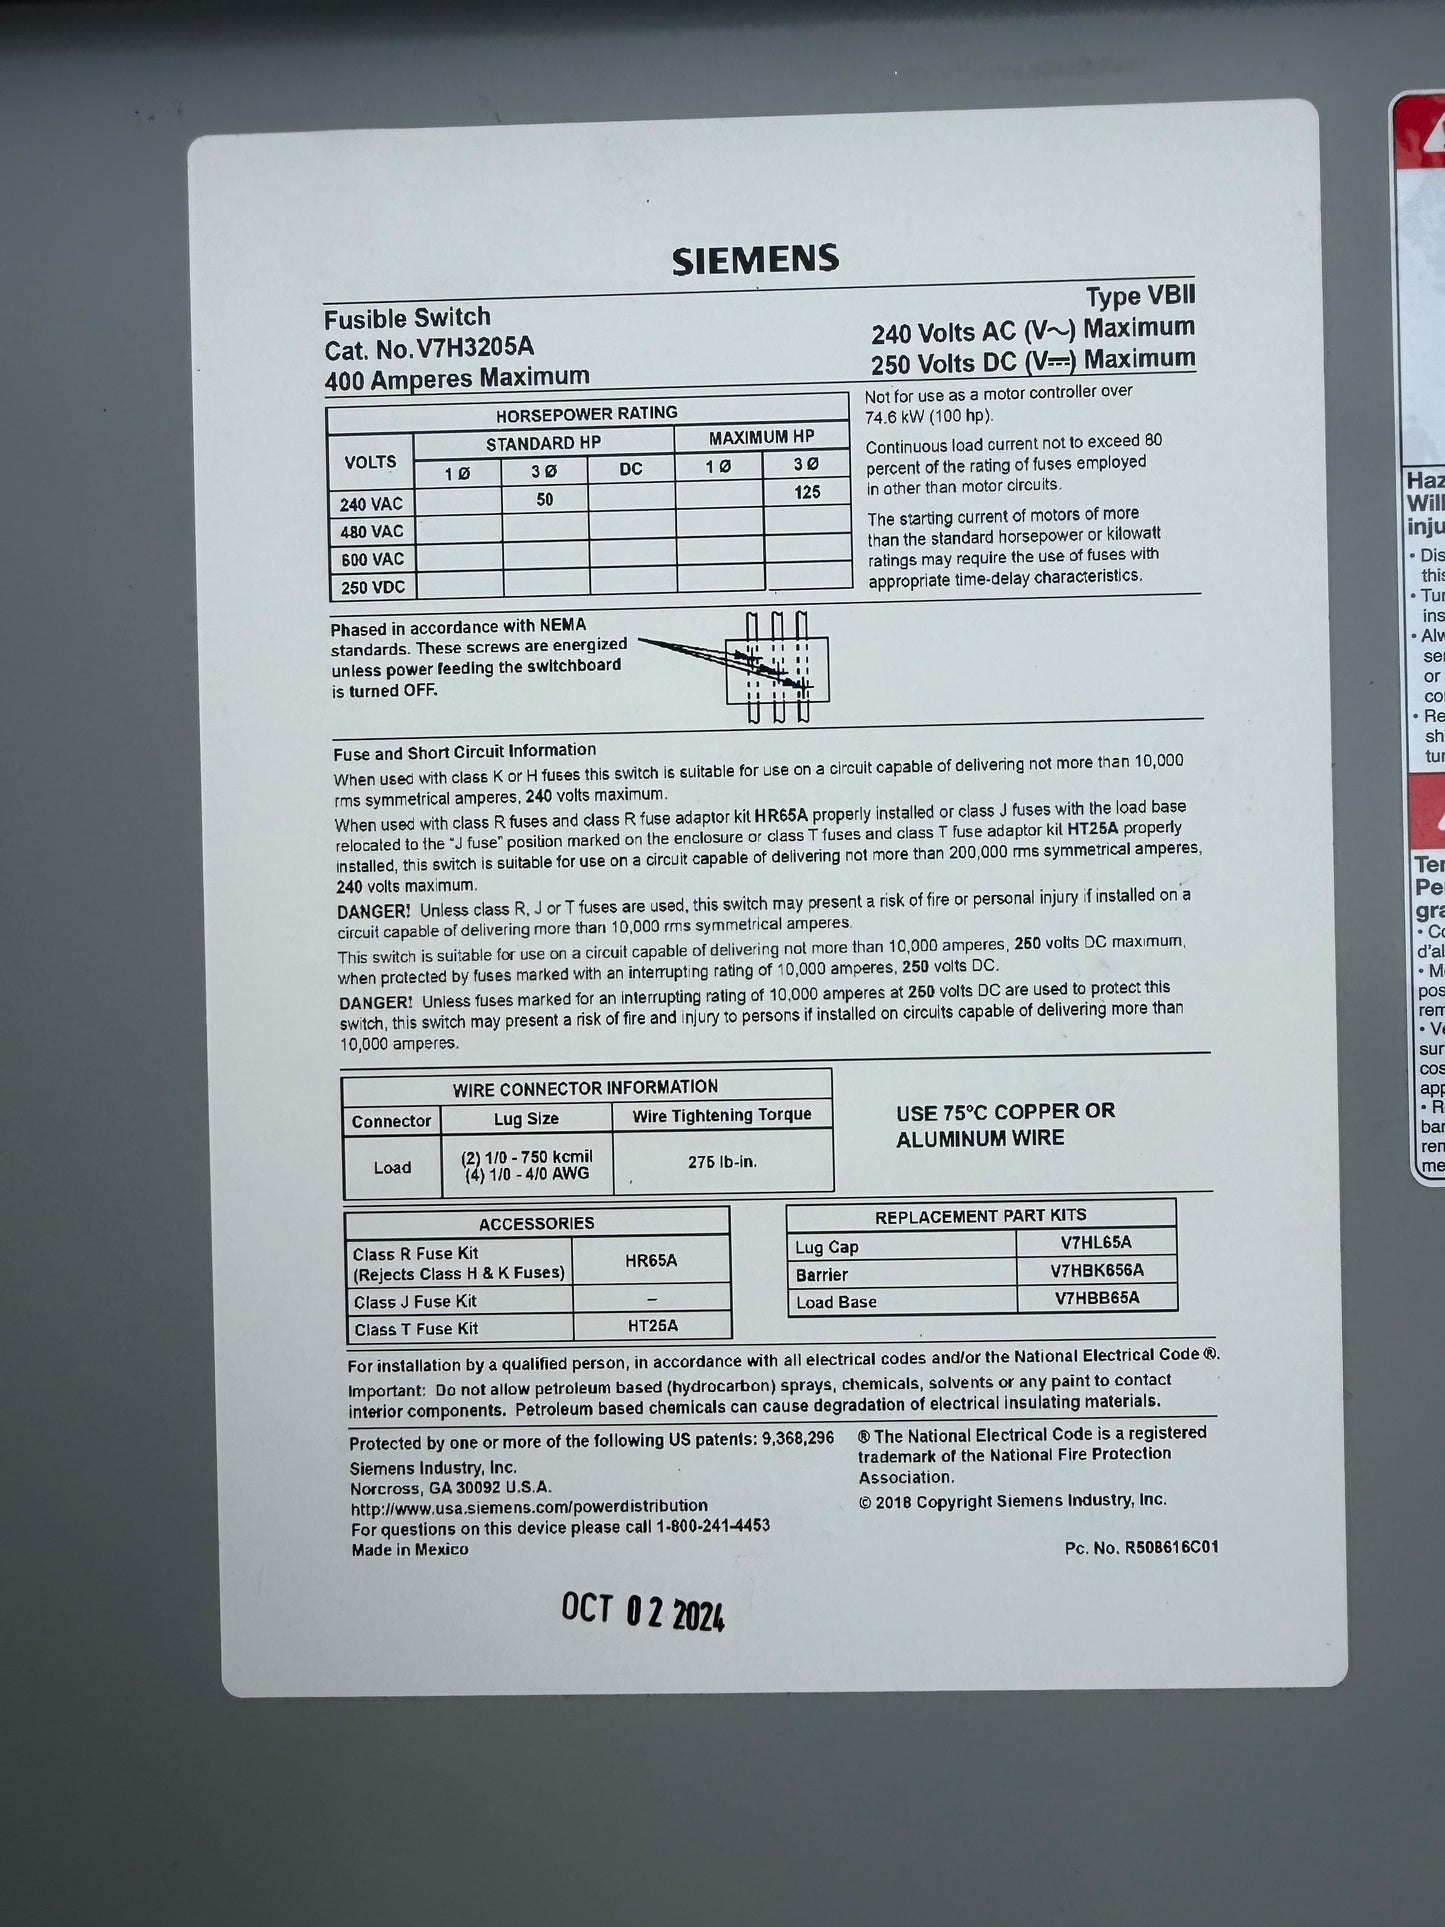 SIEMENS
Fusible Switch
Cat. No. V7H3205A
400 Amperes Maximum
Type VBII
240 Volts AC (V~) Maximum
250 Volts DC (V⎓) Maximum
HORSEPOWER RATING
VOLTS STANDARD HP MAXIMUM HP
1 Ø 3 Ø DC 1 Ø 3 Ø
240 VAC 50 125
480 VAC
600 VAC
250 VDC
Not for use as a motor controller over
74.6 kW (100 hp).
Continuous load current not to exceed 80
percent of the rating of fuses employed
in other than motor circuits.
The starting current of motors of more
than the standard horsepower or kilowatt
ratings may require the use of fuses with
appropriate time-delay characteristics.
Phased in accordance with NEMA
standards. These screws are energized
unless power feeding the switchboard
is turned OFF.
Fuse and Short Circuit Information
When used with class K or H fuses this switch is suitable for use on a circuit capable of delivering not more than 10,000
rms symmetrical amperes, 240 volts maximum.
When used with class R fuses and class R fuse adaptor kit HR65A properly installed or class J fuses with the load base
relocated to the “J fuse” position marked on the enclosure or class T fuses and class T fuse adaptor kit HT25A properly
installed, this switch is suitable for use on a circuit capable of delivering not more than 200,000 rms symmetrical amperes,
240 volts maximum.
DANGER! Unless class R, J or T fuses are used, this switch may present a risk of fire or personal injury if installed on a
circuit capable of delivering more than 10,000 rms symmetrical amperes.
This switch is suitable for use on a circuit capable of delivering not more than 10,000 amperes, 250 volts DC maximum,
when protected by fuses marked with an interrupting rating of 10,000 amperes, 250 volts DC.
DANGER! Unless fuses marked for an interrupting rating of 10,000 amperes at 250 volts DC are used to protect this
switch, this switch may present a risk of fire and injury to persons if installed on circuits capable of delivering more than
10,000 amperes.
WIRE CONNECTOR INFORMATION
Connector Lug Size Wire Tightening Torque
Load (2) 1/0 - 750 kcmil 275 lb-in.
(4) 1/0 - 4/0 AWG
USE 75°C COPPER OR
ALUMINUM WIRE
ACCESSORIES
Class R Fuse Kit
(Rejects Class H & K Fuses) HR65A
Class J Fuse Kit –
Class T Fuse Kit HT25A
REPLACEMENT PART KITS
Lug Cap V7HL65A
Barrier V7HBK656A
Load Base V7HBB65A
For installation by a qualified person, in accordance with all electrical codes and/or the National Electrical Code ®.
Important: Do not allow petroleum based (hydrocarbon) sprays, chemicals, solvents or any paint to contact
interior components. Petroleum based chemicals can cause degradation of electrical insulating materials.
Protected by one or more of the following US patents: 9,368,296
Siemens Industry, Inc.
Norcross, GA 30092 U.S.A.
http://www.usa.siemens.com/powerdistribution
For questions on this device please call 1-800-241-4453
Made in Mexico
® The National Electrical Code is a registered
trademark of the National Fire Protection
Association.
© 2018 Copyright Siemens Industry, Inc.
Pc. No. R508616C01
OCT 02 2024